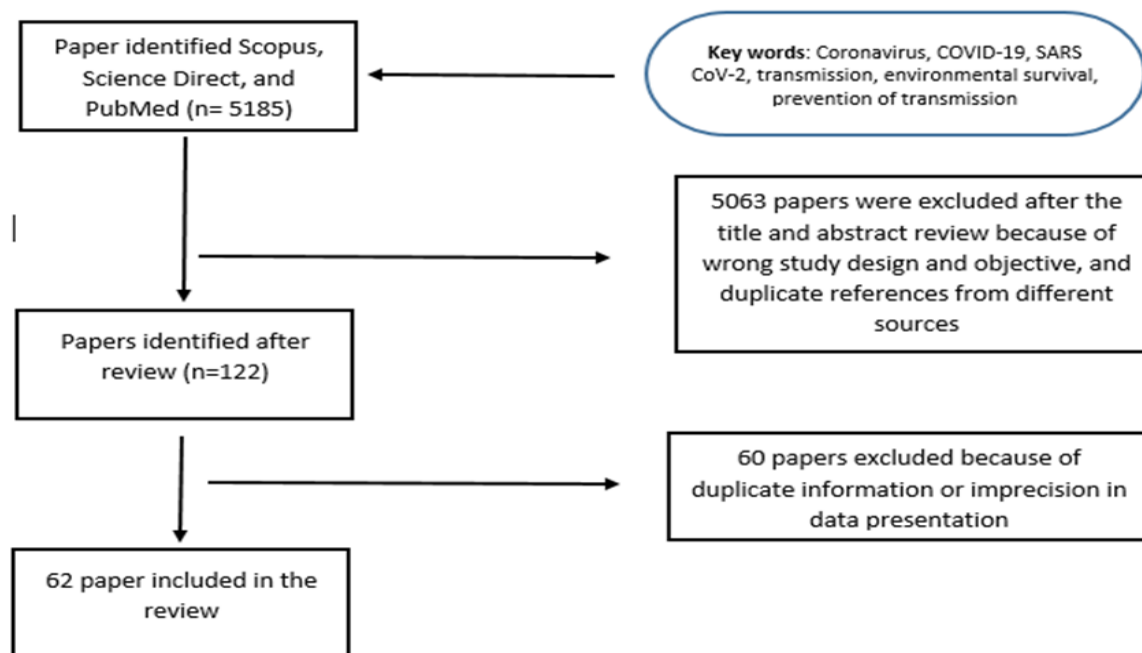 Paper identified Scopus,
Science Direct, and
PubMed (n= 5185)
Key words: Coronavirus, COVID-19, SARS
CoV-2, transmission, environmental survival,
prevention of transmission
5063 papers were excluded after the
title and abstract review because of
wrong study design and objective, and
duplicate references from different
sources
Papers identified after
review (n=122)
60 papers excluded because of
duplicate information or imprecision in
data presentation
62 paper included in the
review